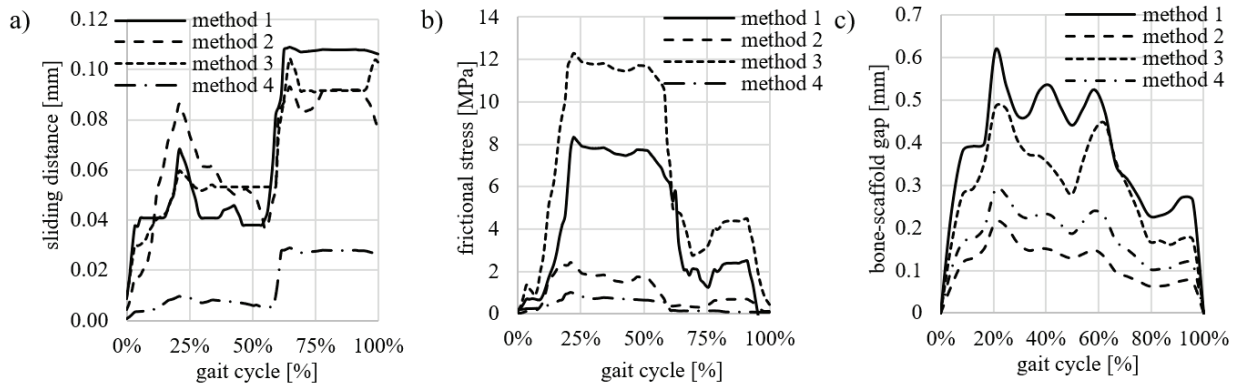 a)
0.12
0.10
0.08
0.06
0.04
0.02
0.00
sliding distance [mm]
method 1
method 2
method 3
method 4
0% 25% 50% 75% 100%
gait cycle [%]
b)
14
12
10
8
6
4
2
0
frictional stress [MPa]
method 1
method 2
method 3
method 4
0% 25% 50% 75% 100%
gait cycle [%]
c)
0.7
0.6
0.5
0.4
0.3
0.2
0.1
0
bone-scaffold gap [mm]
method 1
method 2
method 3
method 4
0% 20% 40% 60% 80% 100%
gait cycle [%]